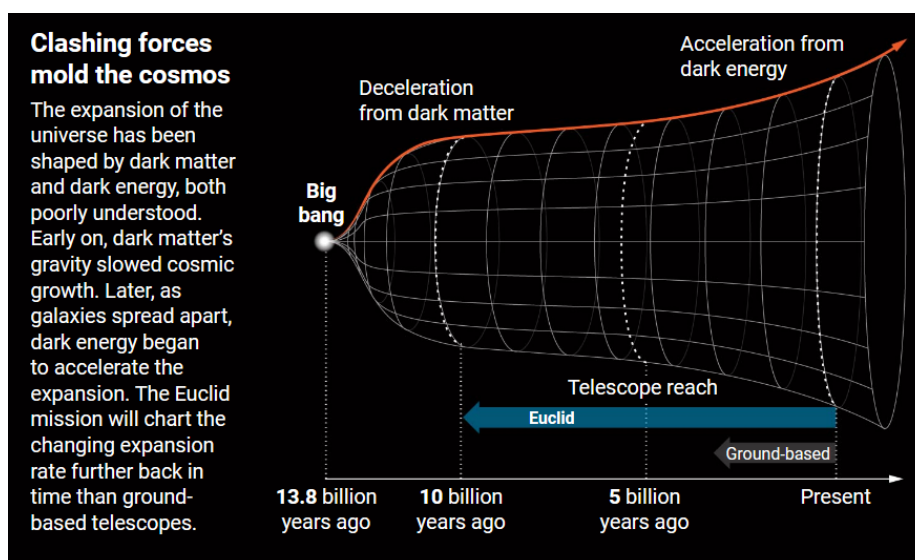 Clashing forces
mold the cosmos
The expansion of the
universe has been
shaped by dark matter
and dark energy, both
poorly understood.
Early on, dark matter’s
gravity slowed cosmic
growth. Later, as
galaxies spread apart,
dark energy began
to accelerate the
expansion. The Euclid
mission will chart the
changing expansion
rate further back in
time than ground-
based telescopes.
Deceleration
from dark matter
Acceleration from
dark energy
Big
bang
Telescope reach
Euclid
Ground-based
13.8 billion
years ago
10 billion
years ago
5 billion
years ago
Present